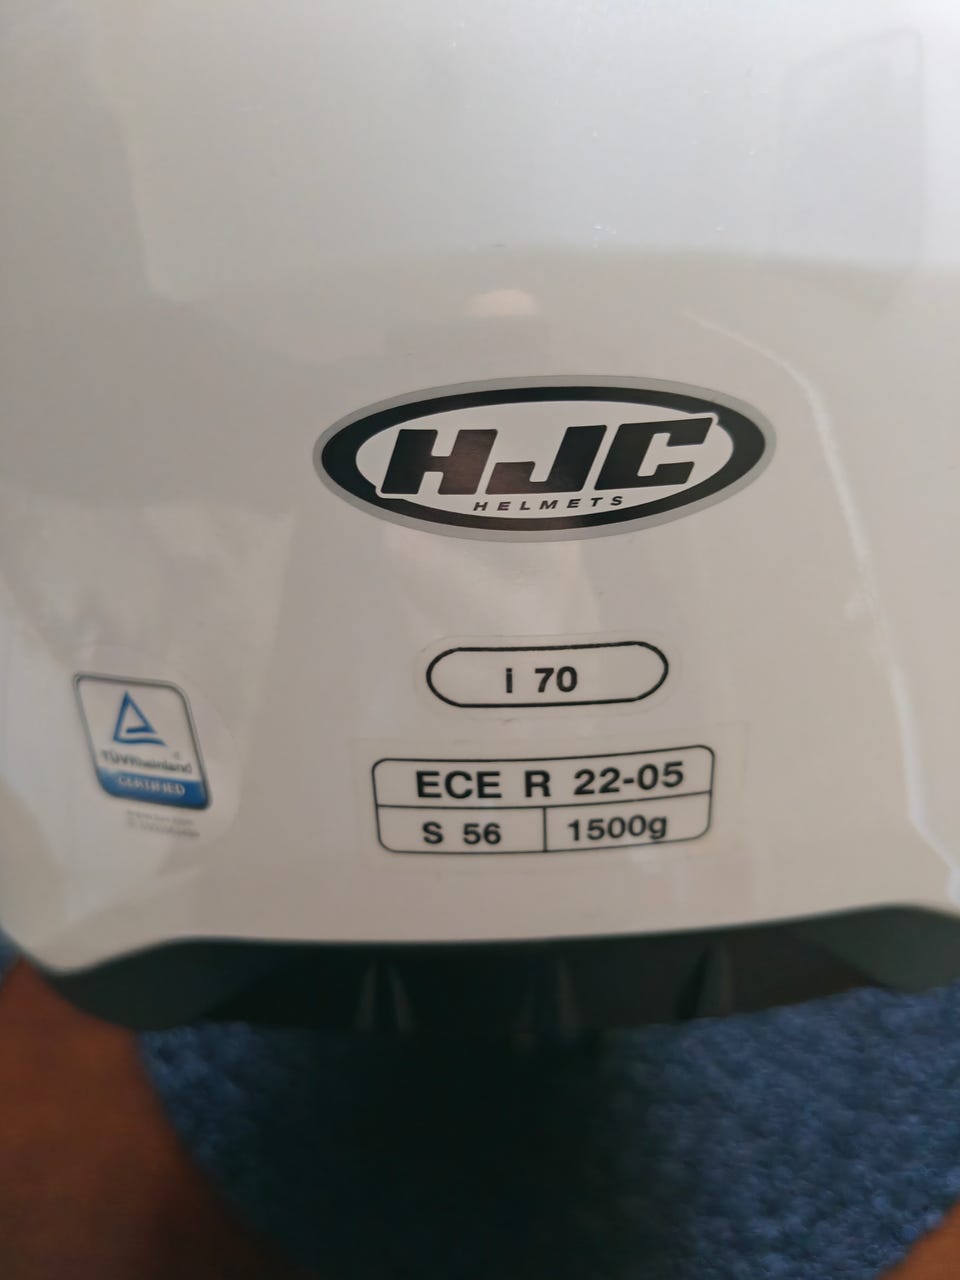 HJC
HELMETS
i 70
TÜVRheinland
CERTIFIED
ECE R 22-05
S 56 1500g